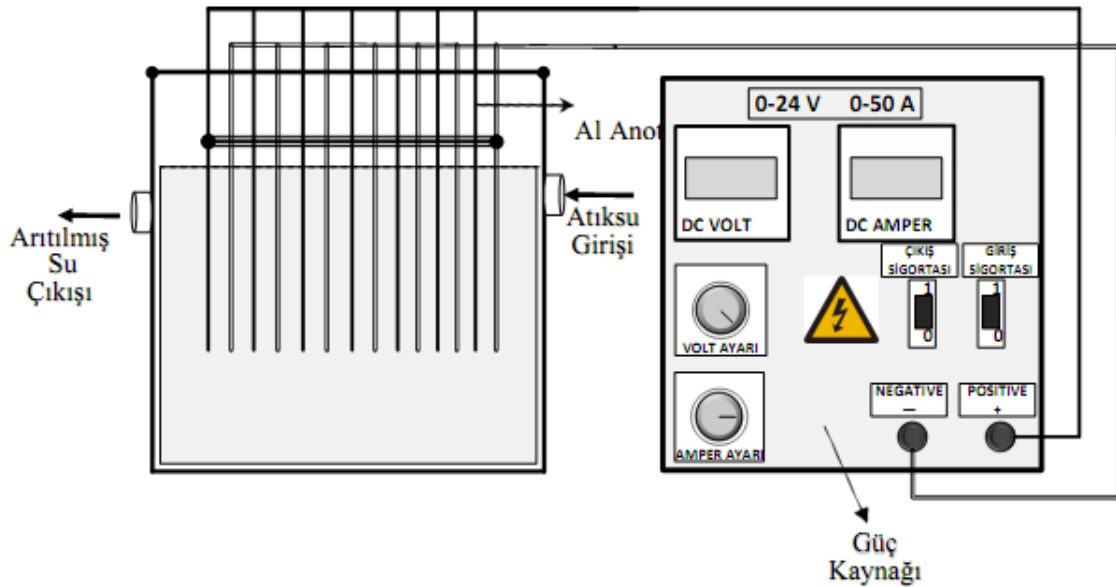 0-24 V 0-50 A
Al Anot
DC VOLT
DC AMPER
Arıtılmış
Su
Çıkışı
Atıksu
Girişi
ÇIKIŞ
SİGORTASI
1
0
GİRİŞ
SİGORTASI
1
0
VOLT AYARI
AMPER AYARI
NEGATIVE
—
POSITIVE
+
Güç
Kaynağı